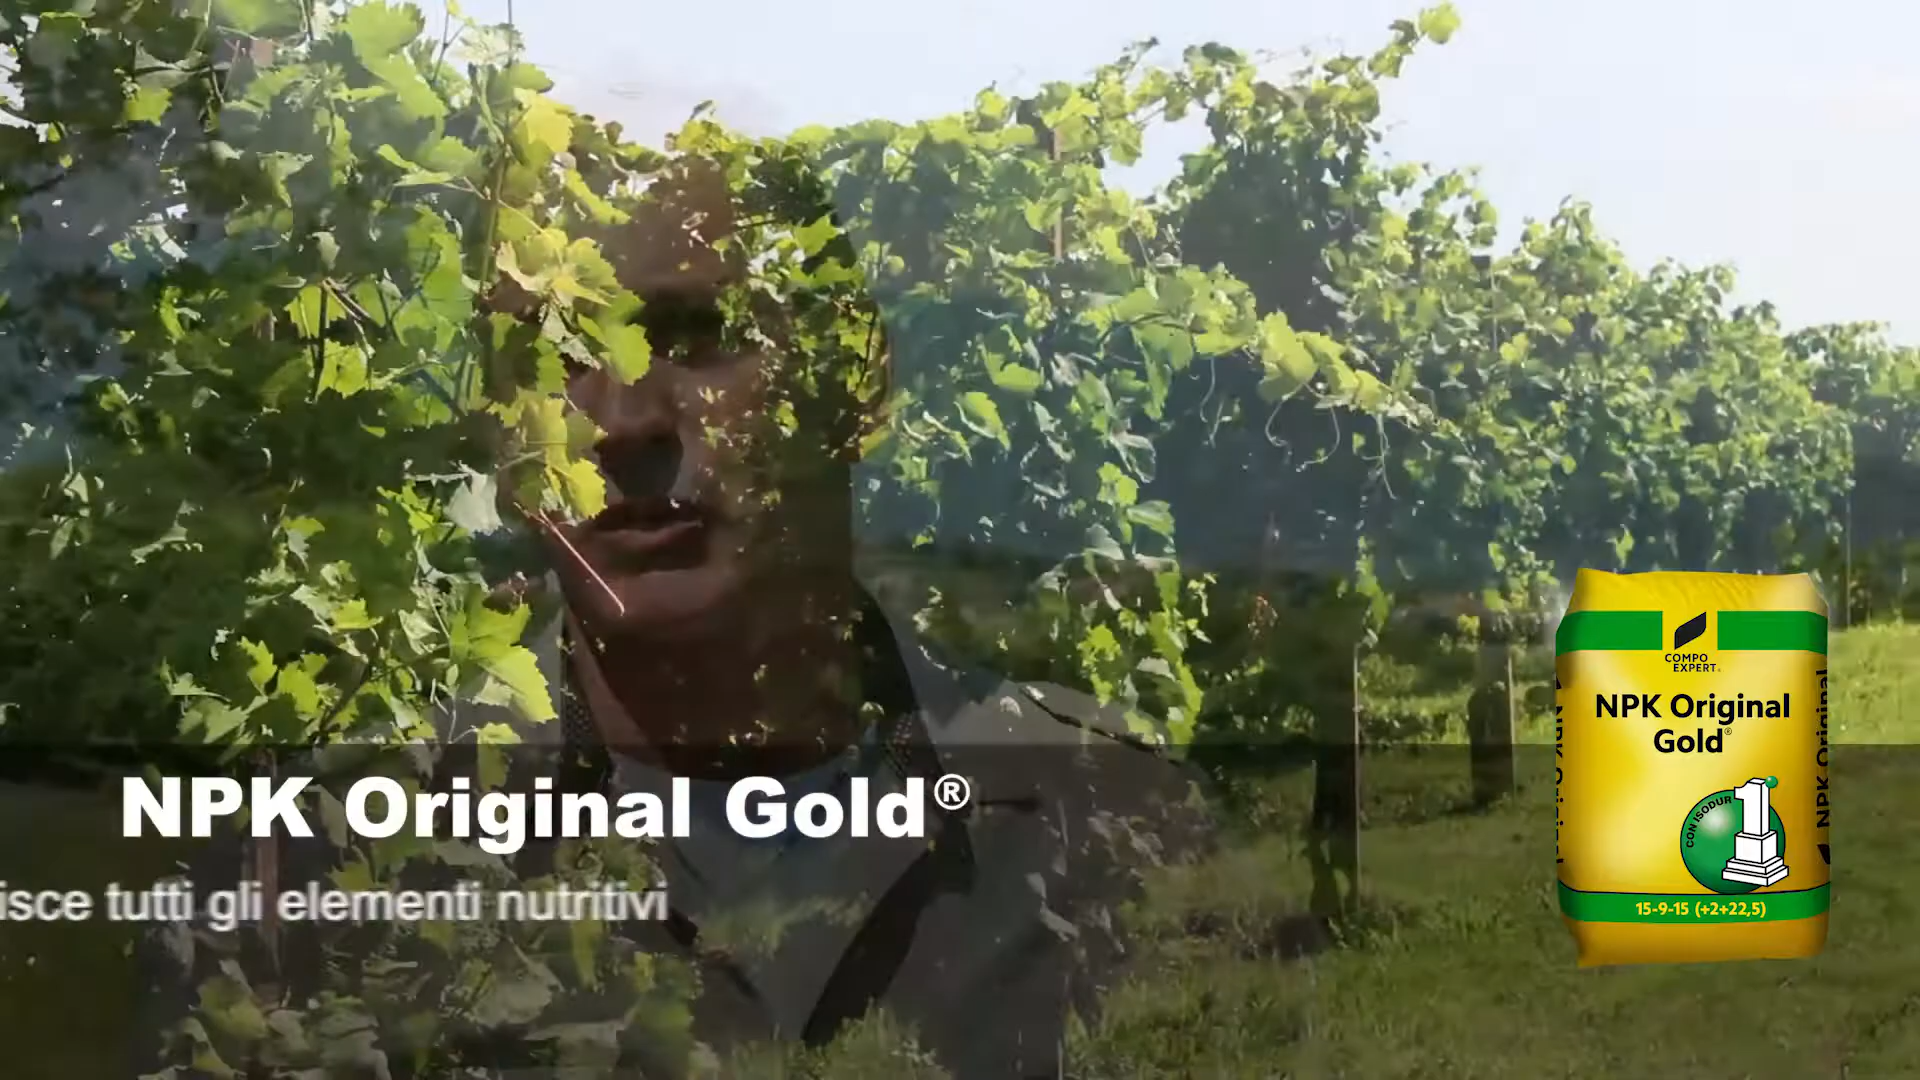 NPK Original Gold®
isce tutti gli elementi nutritivi
COMPO
EXPERT®
NPK Original
Gold®
CON ISODUR
1
15-9-15 (+2+22,5)
NPK Original